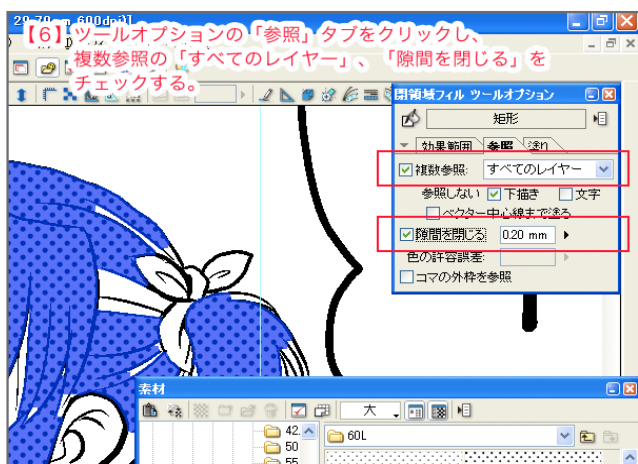 【6】ツールオプションの「参照」タブをクリックし、
複数参照の「すべてのレイヤー」、「隙間を閉じる」を
チェックする。
閉領域フィル ツールオプション
矩形
効果範囲 参照 塗り
複数参照: すべてのレイヤー
参照しない 下描き 文字
ベクター中心線まで塗る
隙間を閉じる 0.20 mm
色の許容誤差:
コマの外枠を参照
素材
大
42.
60L
50
55